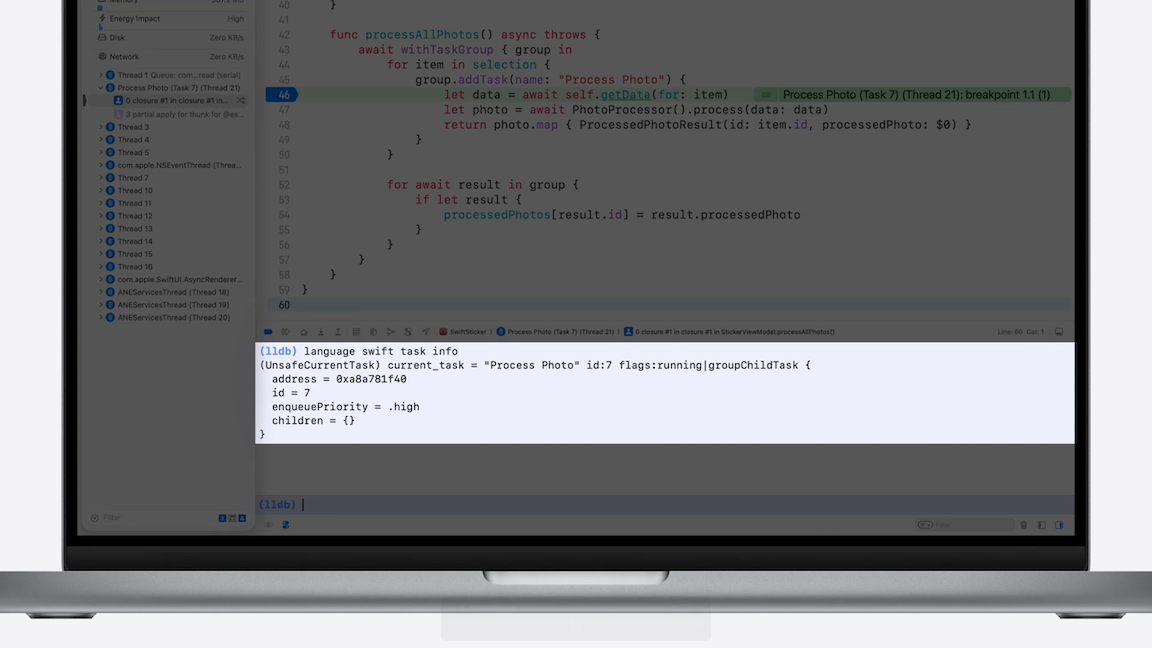 Memory
Energy Impact High
Disk Zero KB/s
Network Zero KB/s
Thread 1 Queue: com...read (serial)
Process Photo (Task 7) (Thread 21)
0 closure #1 in closure #1 in...
3 partial apply for thunk for @es...
Thread 3
Thread 4
Thread 5
com.apple.NSEventThread (Threa...
Thread 7
Thread 10
Thread 11
Thread 12
Thread 13
Thread 14
Thread 15
Thread 16
com.apple.SwiftUI.AsyncRenderer...
ANEServicesThread (Thread 18)
ANEServicesThread (Thread 19)
ANEServicesThread (Thread 20)
Filter
40 }
41
42 func processAllPhotos() async throws {
43 await withTaskGroup { group in
44 for item in selection {
45 group.addTask(name: "Process Photo") {
46 let data = await self.getData(for: item) Process Photo (Task 7) (Thread 21): breakpoint 1.1 (1)
47 let photo = await PhotoProcessor().process(data: data)
48 return photo.map { ProcessedPhotoResult(id: item.id, processedPhoto: $0) }
49 }
50 }
51
52 for await result in group {
53 if let result {
54 processedPhotos[result.id] = result.processedPhoto
55 }
56 }
57 }
58 }
59 }
60
SwiftSticker Process Photo (Task 7) (Thread 21) 0 closure #1 in closure #1 in StickerViewModel.processAllPhotos() Line: 60 Col: 1
(lldb) language swift task info
(UnsafeCurrentTask) current_task = "Process Photo" id:7 flags:running|groupChildTask {
address = 0xa8a781f40
id = 7
enqueuePriority = .high
children = {}
}
(lldb)
Filter